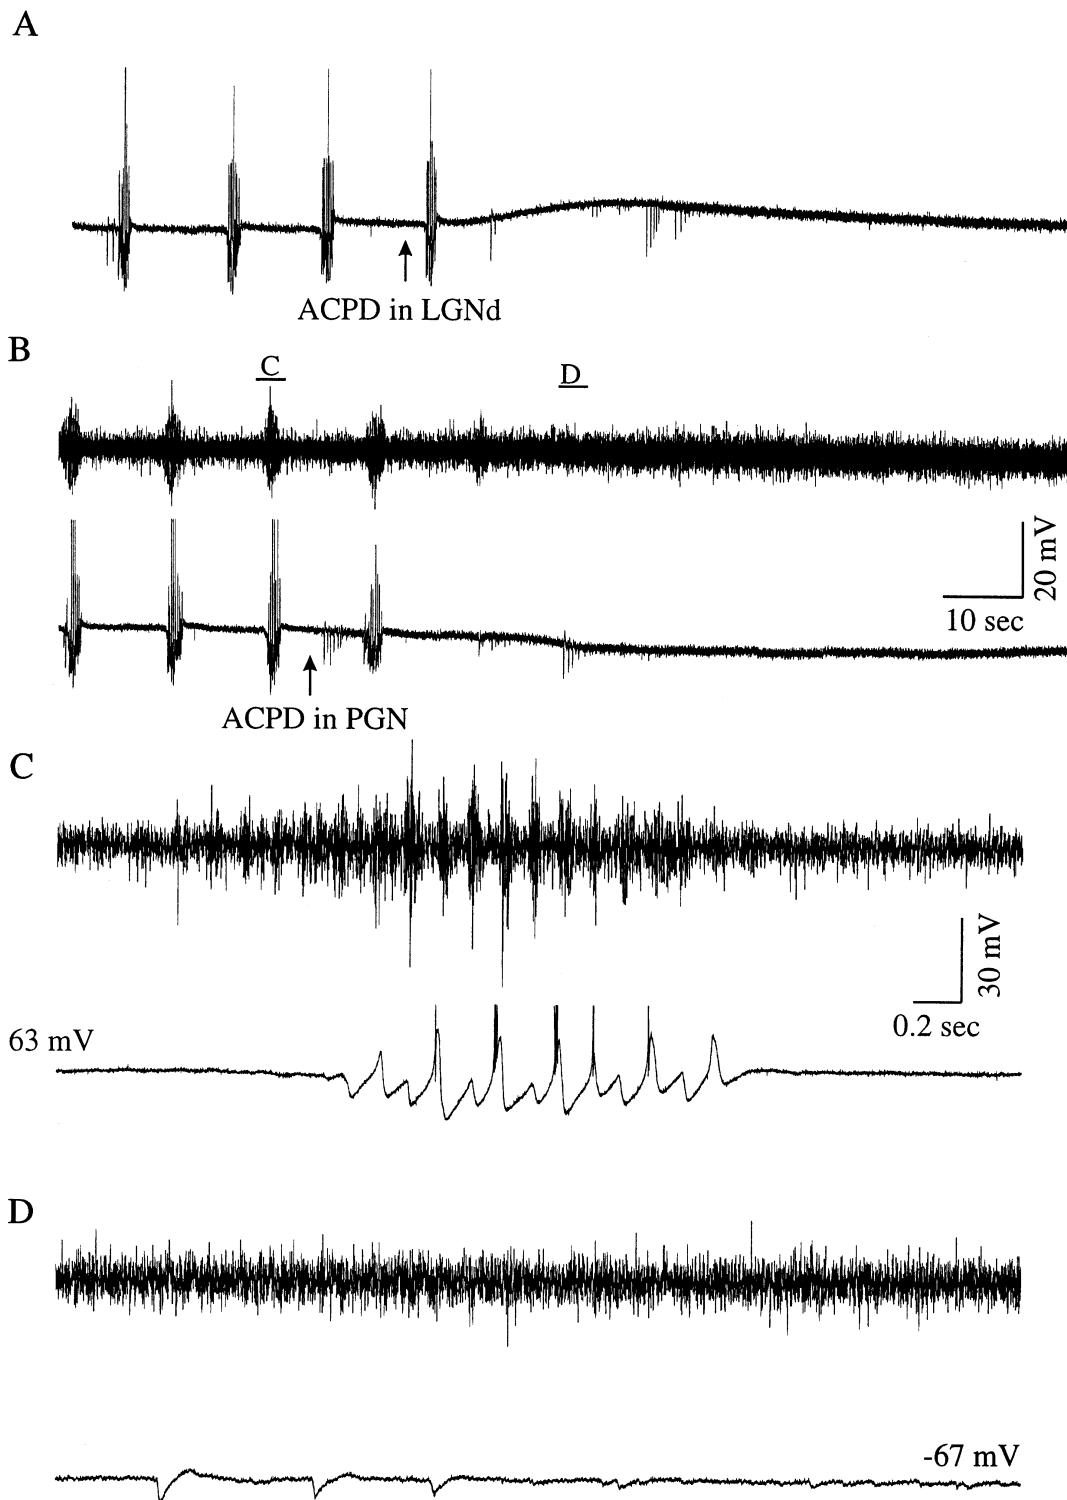 A
ACPD in LGNd
B
C
D
20 mV
10 sec
ACPD in PGN
C
30 mV
0.2 sec
63 mV
D
-67 mV